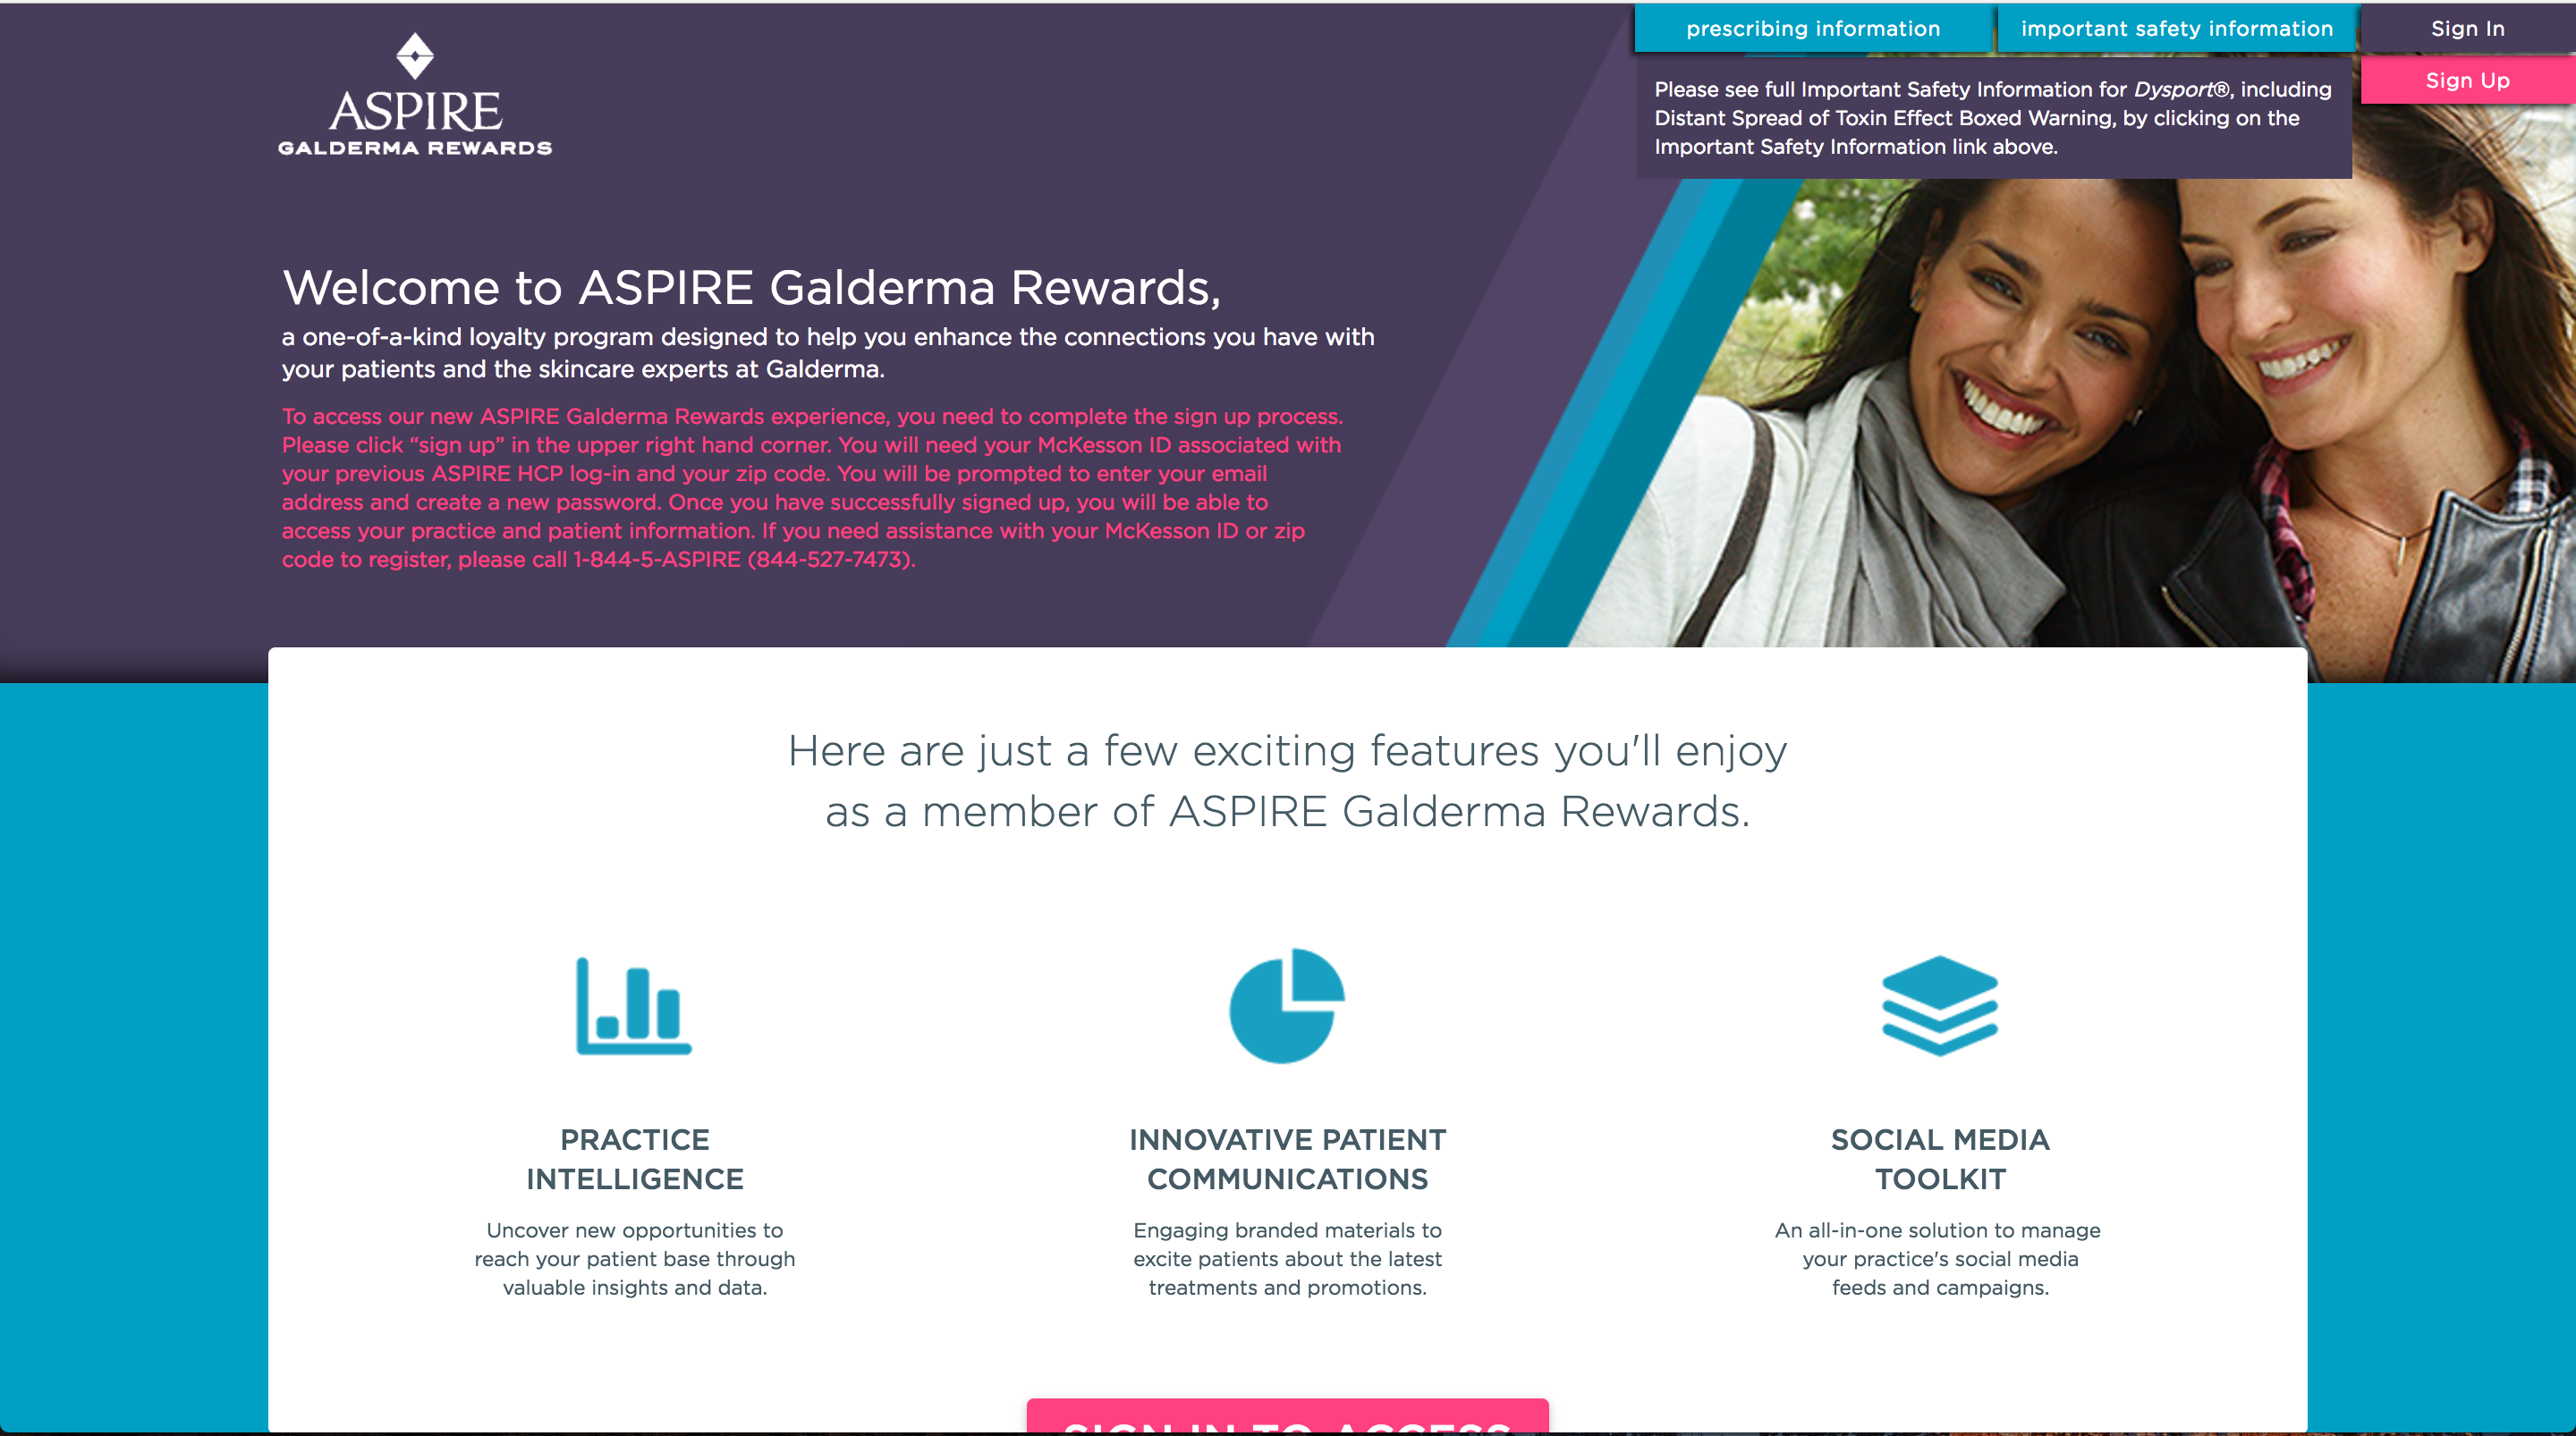 prescribing information
important safety information
Sign In
Sign Up
Please see full Important Safety Information for Dysport®, including
Distant Spread of Toxin Effect Boxed Warning, by clicking on the
Important Safety Information link above.
ASPIRE
GALDERMA REWARDS
Welcome to ASPIRE Galderma Rewards,
a one-of-a-kind loyalty program designed to help you enhance the connections you have with
your patients and the skincare experts at Galderma.
To access our new ASPIRE Galderma Rewards experience, you need to complete the sign up process.
Please click “sign up” in the upper right hand corner. You will need your McKesson ID associated with
your previous ASPIRE HCP log-in and your zip code. You will be prompted to enter your email
address and create a new password. Once you have successfully signed up, you will be able to
access your practice and patient information. If you need assistance with your McKesson ID or zip
code to register, please call 1-844-5-ASPIRE (844-527-7473).
Here are just a few exciting features you'll enjoy
as a member of ASPIRE Galderma Rewards.
PRACTICE
INTELLIGENCE
Uncover new opportunities to
reach your patient base through
valuable insights and data.
INNOVATIVE PATIENT
COMMUNICATIONS
Engaging branded materials to
excite patients about the latest
treatments and promotions.
SOCIAL MEDIA
TOOLKIT
An all-in-one solution to manage
your practice's social media
feeds and campaigns.
SIGN IN TO ACCESS